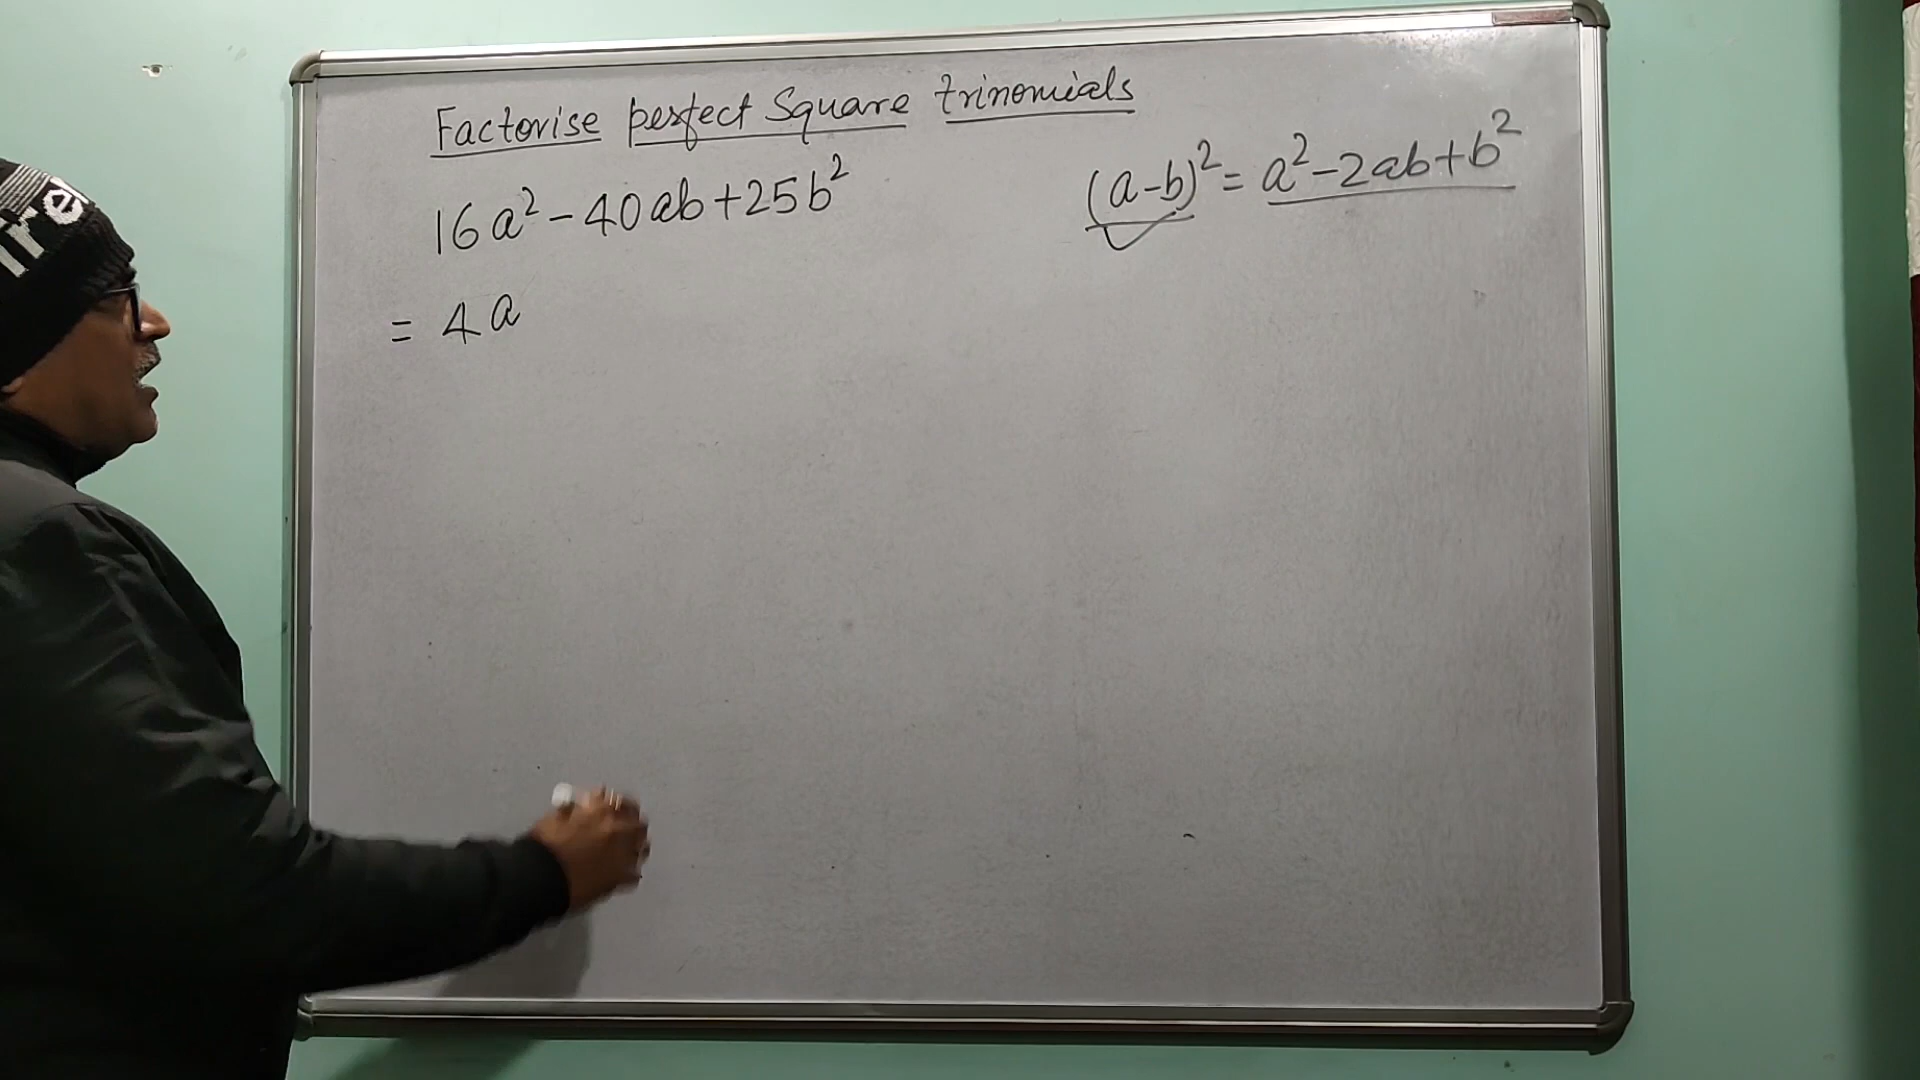 Factorise perfect Square trinomials
16a² - 40ab + 25b²
(a-b)² = a² - 2ab + b²
= 4a